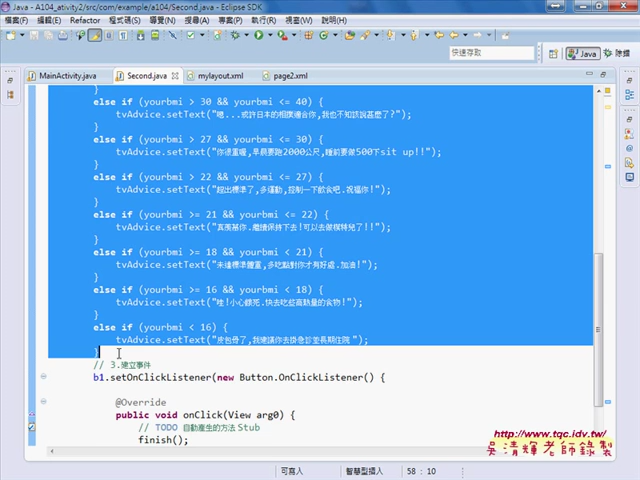 A104_ativity2/src/com/example/a104/Second.java - Eclipse SDK
檔案(F) 編輯(E) Refactor 程式碼(S) 導覽(N) 搜尋(A) 專案(P) 執行(R) 視窗(W) 說明(H)
快速存取
Java
除錯
MainActivity.java Second.java mylayout.xml page2.xml
}
else if (yourbmi > 30 && yourbmi <= 40) {
tvAdvice.setText("嗯...或許日本的相撲適合你,我也不知該說甚麼了?");
}
else if (yourbmi > 27 && yourbmi <= 30) {
tvAdvice.setText("你很重喔,早晨要跑2000公尺,睡前要做500下sit up!!");
}
else if (yourbmi > 22 && yourbmi <= 27) {
tvAdvice.setText("超出標準了,多運動,控制一下飲食吧.祝福你!");
}
else if (yourbmi >= 21 && yourbmi <= 22) {
tvAdvice.setText("真羨慕你.繼續保持下去!可以去做模特兒了!!");
}
else if (yourbmi >= 18 && yourbmi < 21) {
tvAdvice.setText("未達標準體重,多吃點對你才有好處.加油!");
}
else if (yourbmi >= 16 && yourbmi < 18) {
tvAdvice.setText("哇!小心餓死.快去吃些高熱量的食物!");
}
else if (yourbmi < 16) {
tvAdvice.setText("皮包骨了,我建議你去掛急診並長期住院 ");
}
// 3.建立事件
b1.setOnClickListener(new Button.OnClickListener() {
@Override
public void onClick(View arg0) {
// TODO 自動產生的方法 Stub
finish();
http://www.tqc.idv.tw/
吳清輝老師錄製
可寫入 智慧型插入 58 : 10